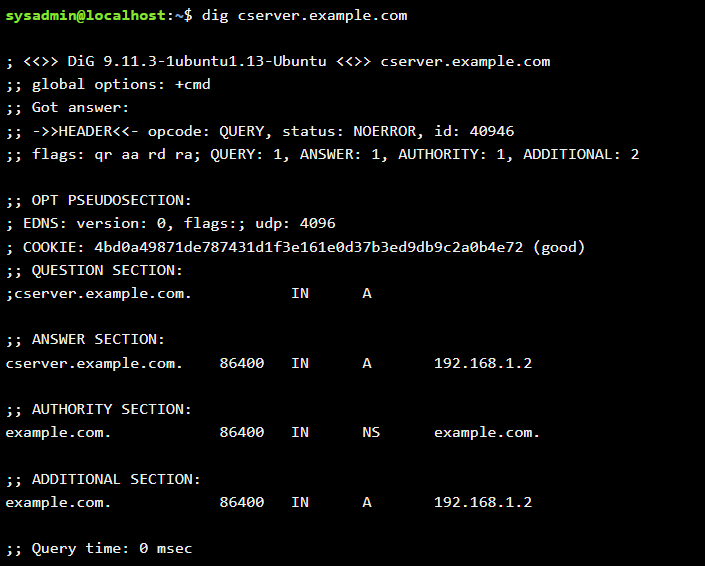 sysadmin@localhost:~$ dig cserver.example.com
; <<>> DiG 9.11.3-1ubuntu1.13-Ubuntu <<>> cserver.example.com
;; global options: +cmd
;; Got answer:
;; ->>HEADER<<- opcode: QUERY, status: NOERROR, id: 40946
;; flags: qr aa rd ra; QUERY: 1, ANSWER: 1, AUTHORITY: 1, ADDITIONAL: 2
;; OPT PSEUDOSECTION:
; EDNS: version: 0, flags:; udp: 4096
; COOKIE: 4bd0a49871de787431d1f3e161e0d37b3ed9db9c2a0b4e72 (good)
;; QUESTION SECTION:
;cserver.example.com. IN A
;; ANSWER SECTION:
cserver.example.com. 86400 IN A 192.168.1.2
;; AUTHORITY SECTION:
example.com. 86400 IN NS example.com.
;; ADDITIONAL SECTION:
example.com. 86400 IN A 192.168.1.2
;; Query time: 0 msec